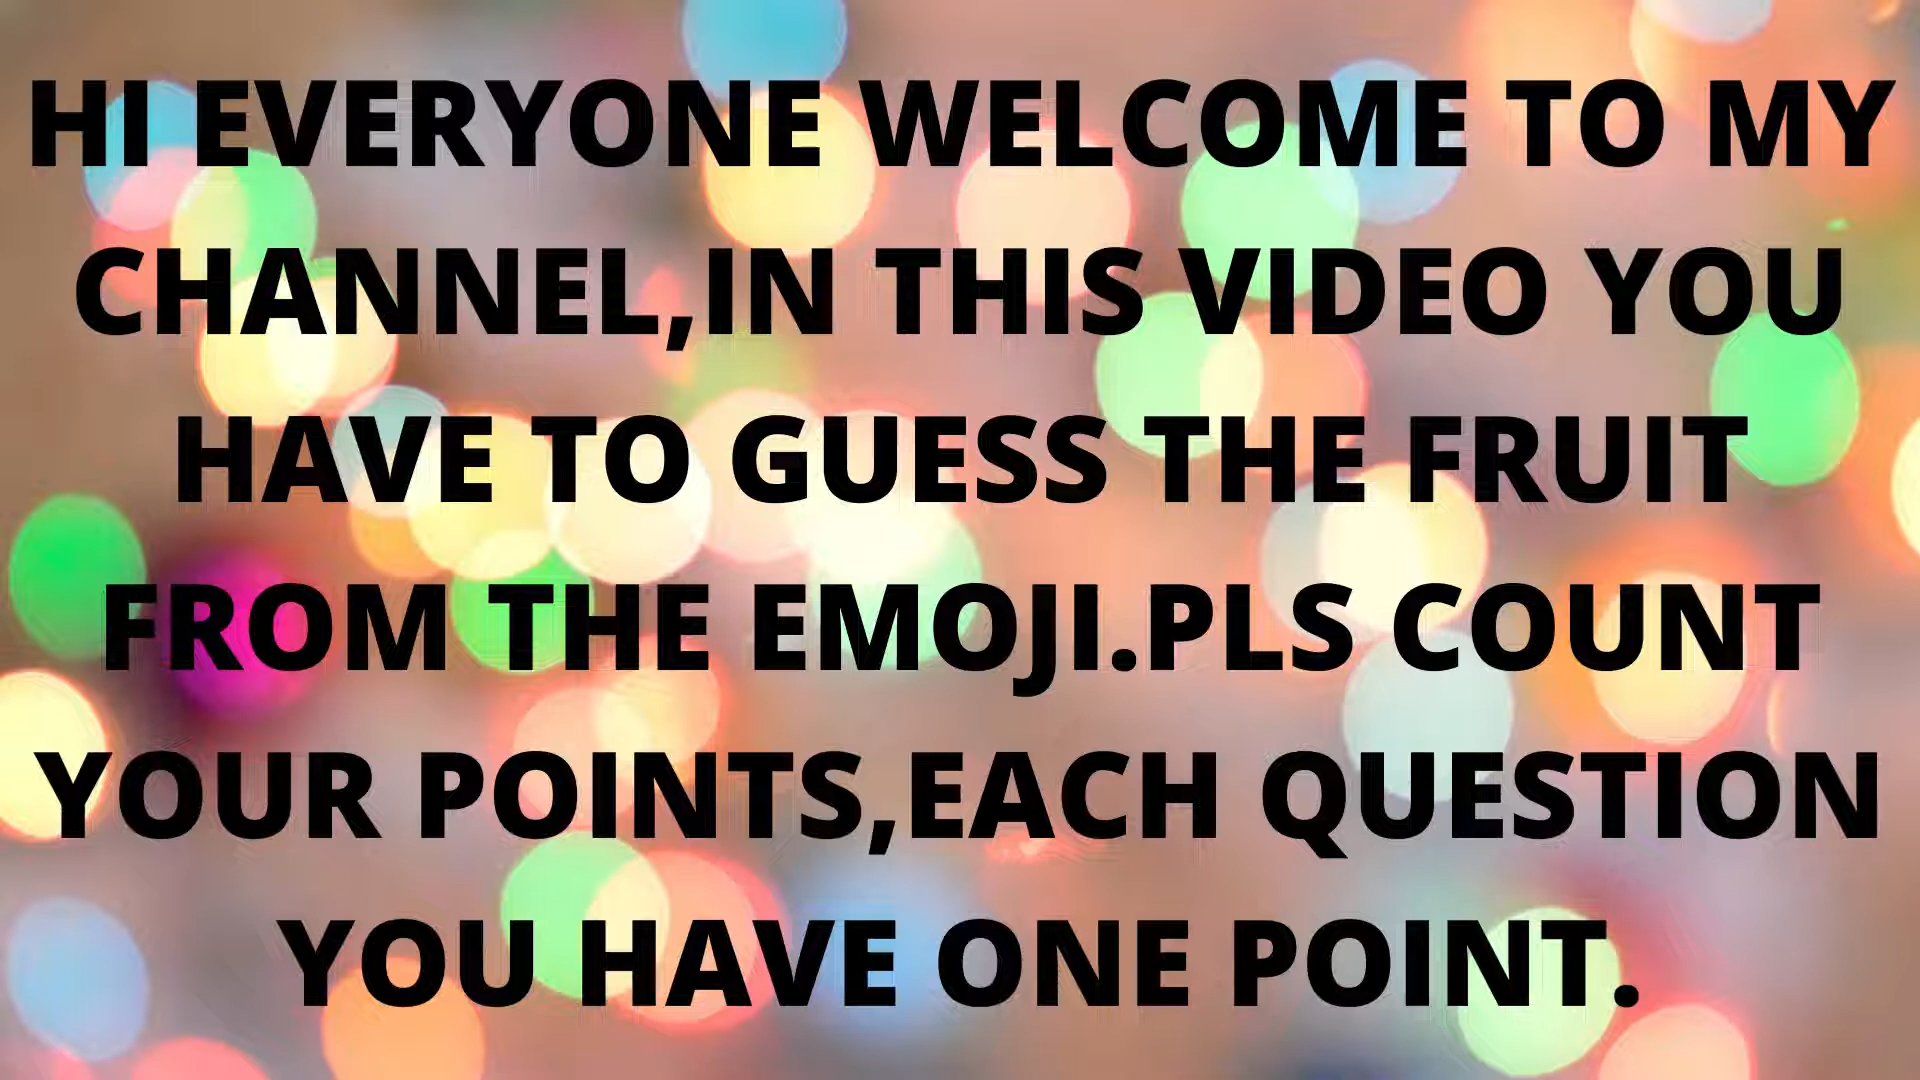 HI EVERYONE WELCOME TO MY
CHANNEL,IN THIS VIDEO YOU
HAVE TO GUESS THE FRUIT
FROM THE EMOJI.PLS COUNT
YOUR POINTS,EACH QUESTION
YOU HAVE ONE POINT.